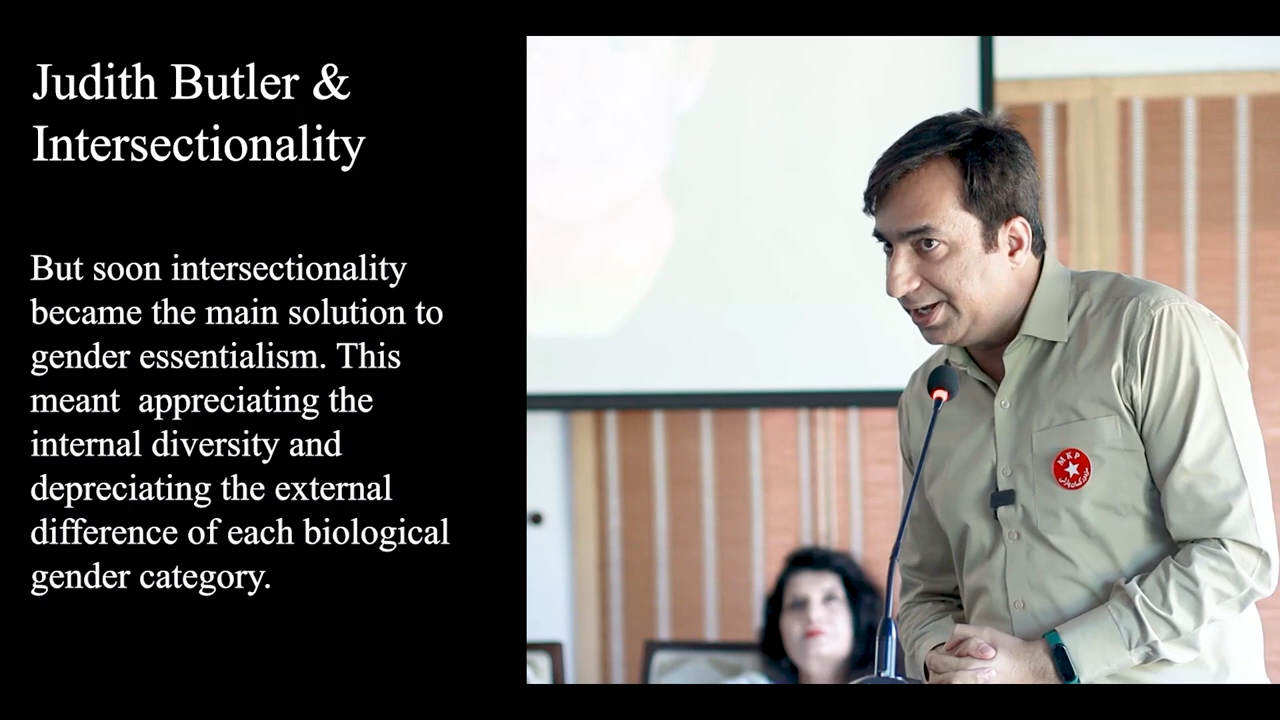 Judith Butler &
Intersectionality
But soon intersectionality
became the main solution to
gender essentialism. This
meant  appreciating the
internal diversity and
depreciating the external
difference of each biological
gender category.
MKP